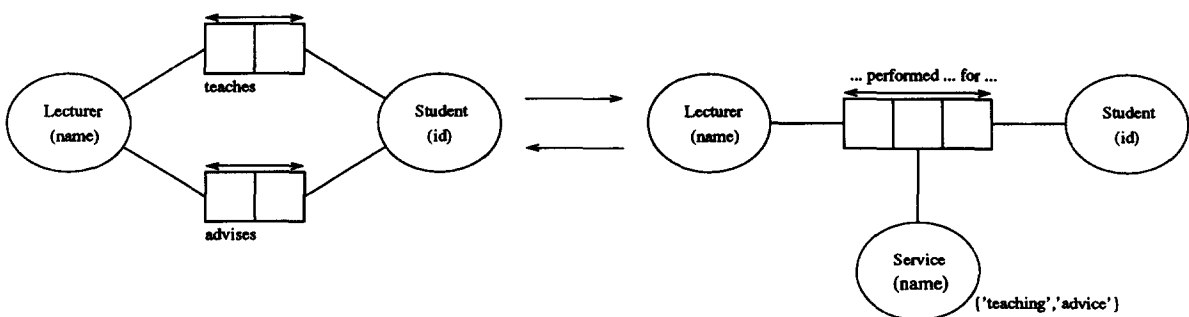 teaches
Lecturer
(name)
Student
(id)
advises
... performed ... for ...
Lecturer
(name)
Student
(id)
Service
(name)
{'teaching','advice'}